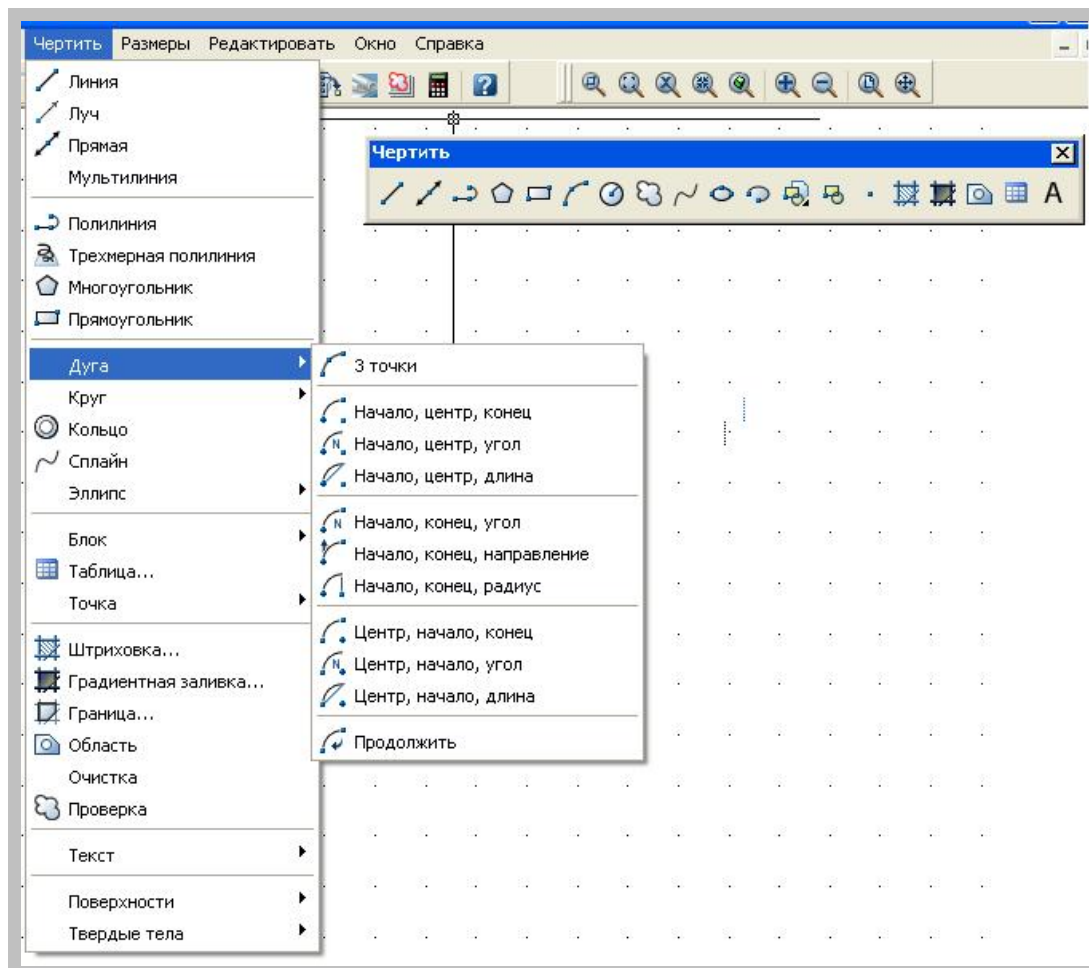 Чертить Размеры Редактировать Окно Справка
Линия
Луч
Прямая
Мультилиния
Полилиния
Трехмерная полилиния
Многоугольник
Прямоугольник
Дуга
Круг
Кольцо
Сплайн
Эллипс
Блок
Таблица...
Точка
Штриховка...
Градиентная заливка...
Граница...
Область
Очистка
Проверка
Текст
Поверхности
Твердые тела
Чертить
A
3 точки
Начало, центр, конец
Начало, центр, угол
Начало, центр, длина
Начало, конец, угол
Начало, конец, направление
Начало, конец, радиус
Центр, начало, конец
Центр, начало, угол
Центр, начало, длина
Продолжить